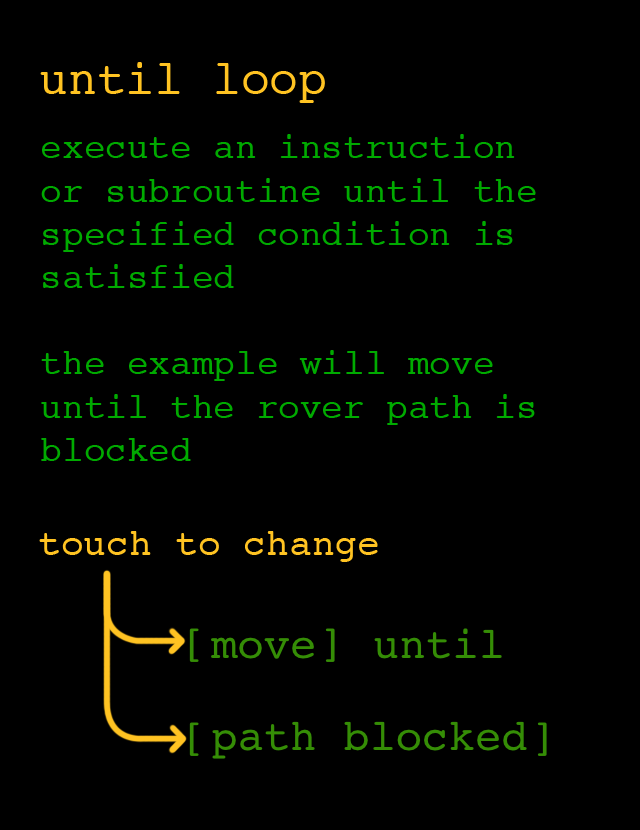 until loop
execute an instruction
or subroutine until the
specified condition is
satisfied
the example will move
until the rover path is
blocked
touch to change
[move] until
[path blocked]